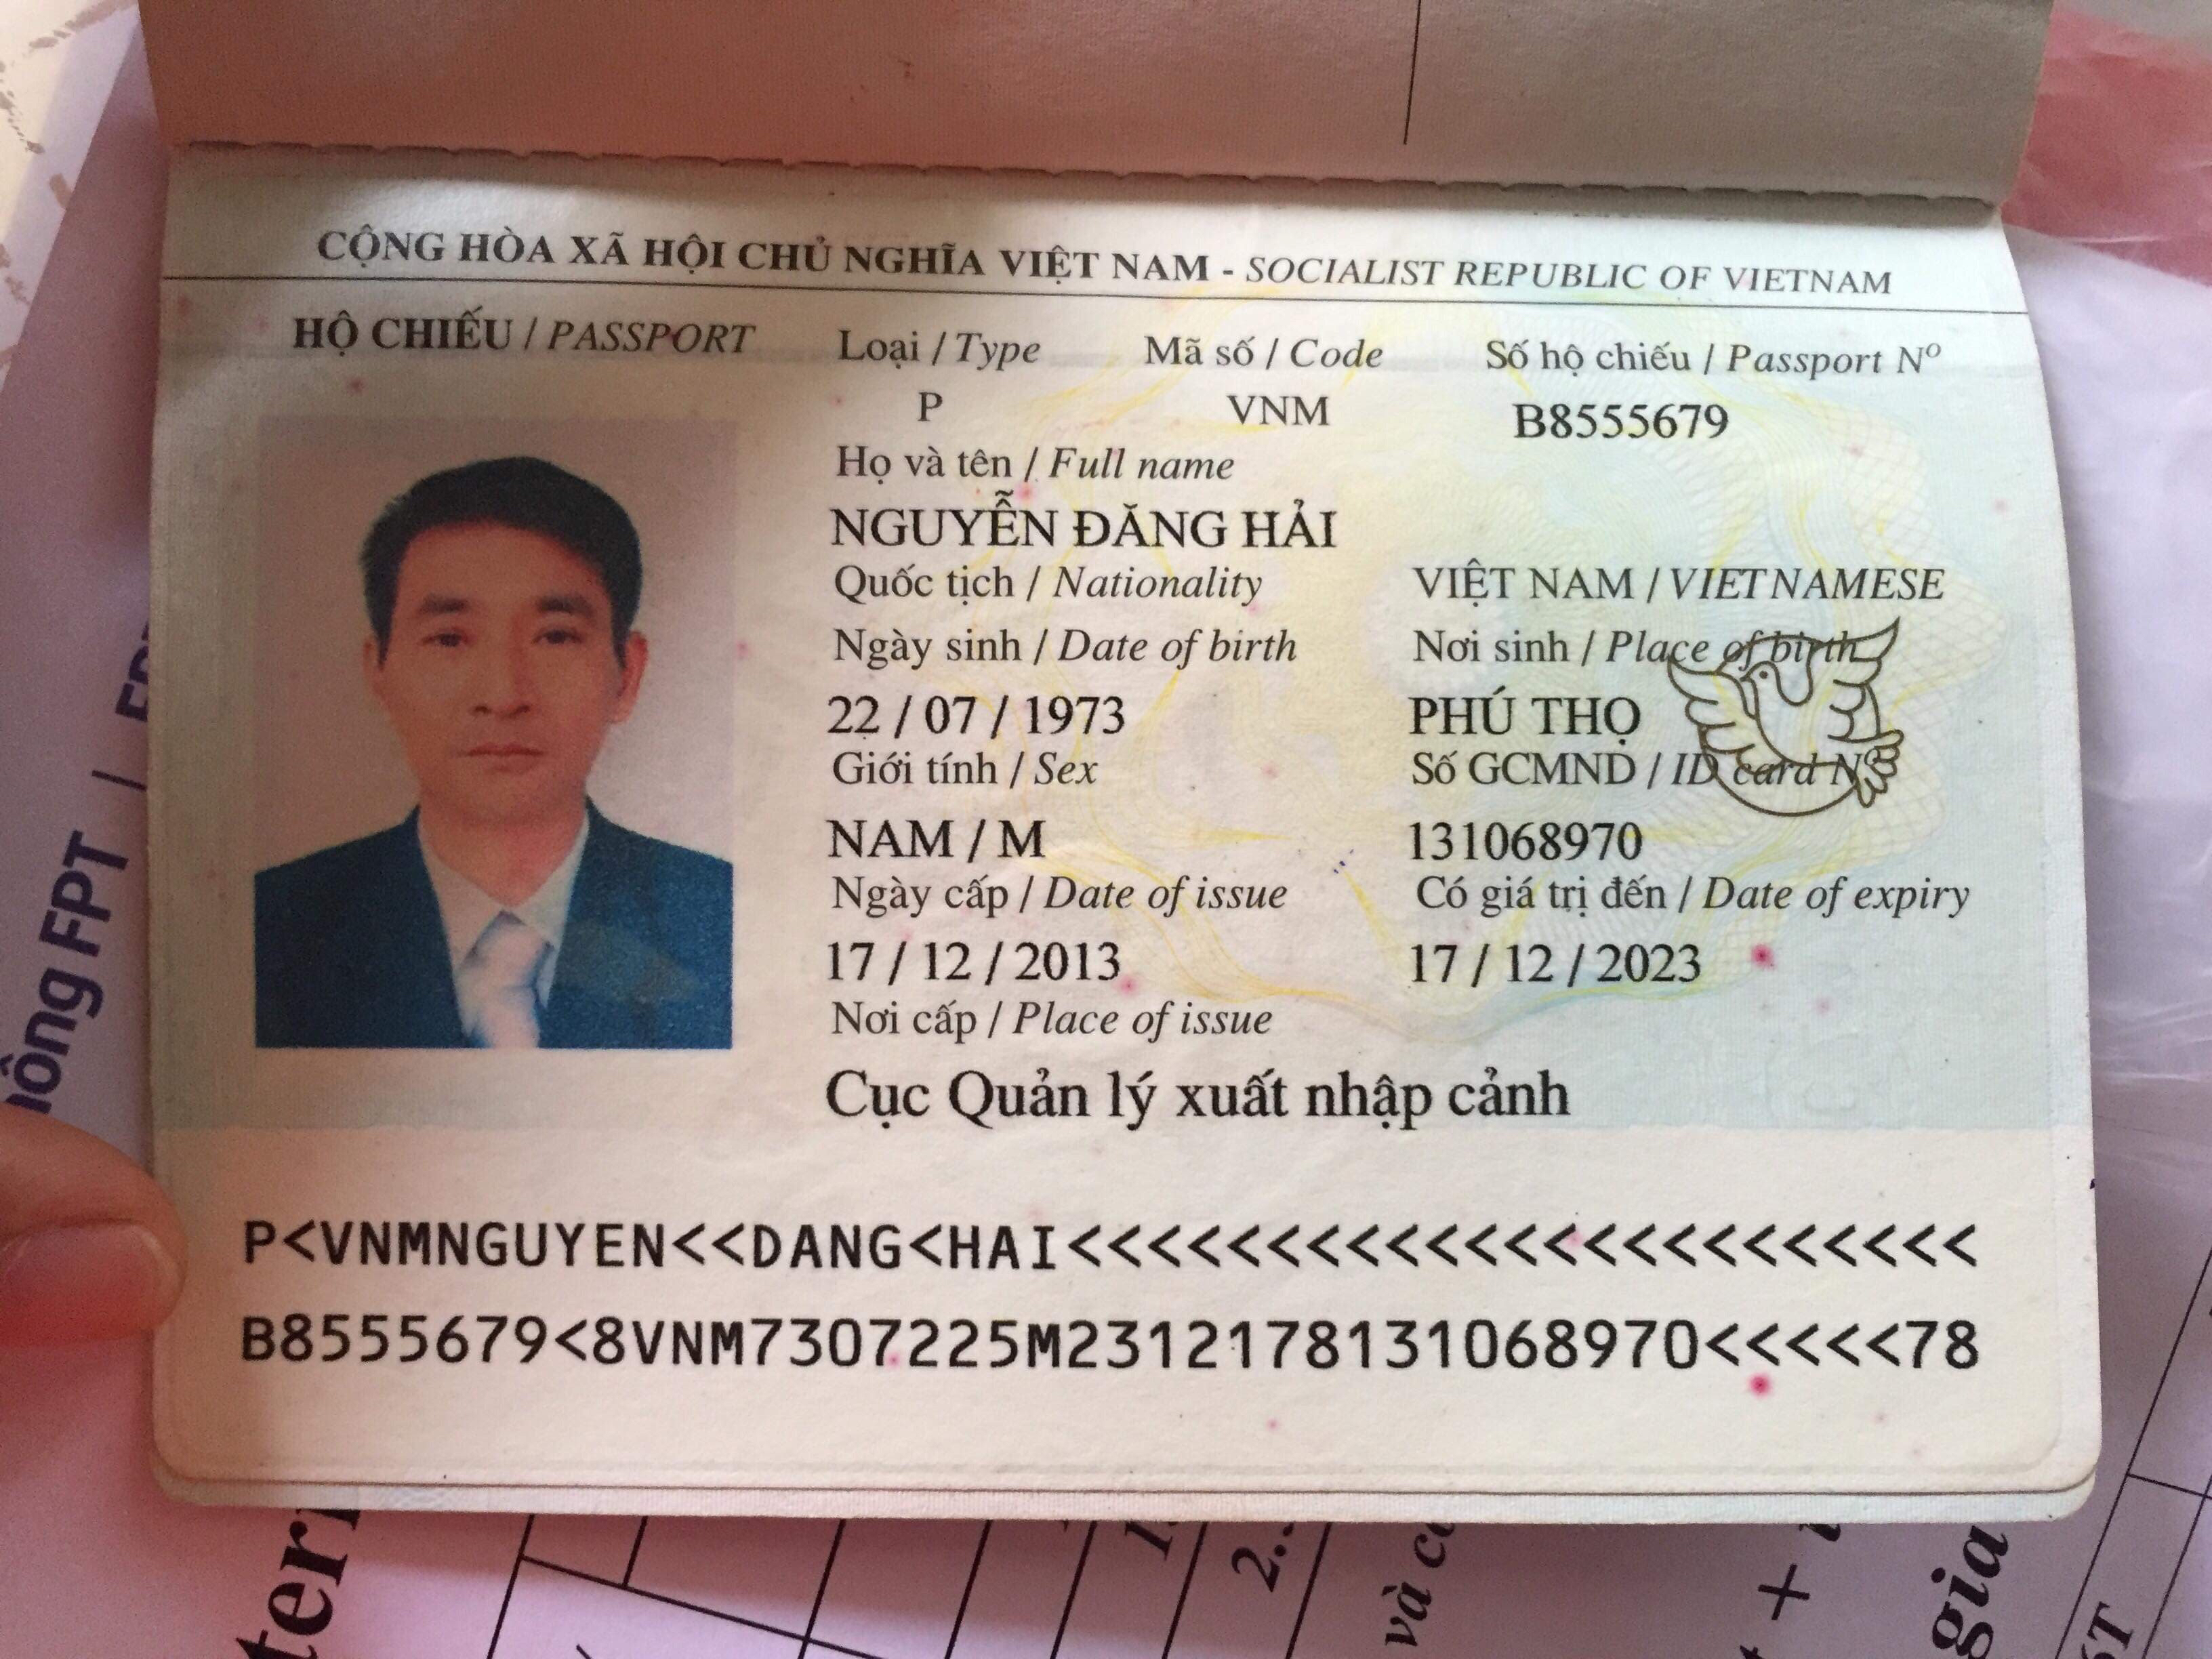 CỘNG HÒA XÃ HỘI CHỦ NGHĨA VIỆT NAM - SOCIALIST REPUBLIC OF VIETNAM
HỘ CHIẾU / PASSPORT Loại / Type Mã số / Code Số hộ chiếu / Passport Nº
P VNM B8555679
Họ và tên / Full name
NGUYỄN ĐĂNG HẢI
Quốc tịch / Nationality VIỆT NAM / VIETNAMESE
Ngày sinh / Date of birth Nơi sinh / Place of birth
22 / 07 / 1973 PHÚ THỌ
Giới tính / Sex Số GCMND / ID card Nº
NAM / M 131068970
Ngày cấp / Date of issue Có giá trị đến / Date of expiry
17 / 12 / 2013 17 / 12 / 2023
Nơi cấp / Place of issue
Cục Quản lý xuất nhập cảnh
P<VNMNGUYEN<<DANG<HAI<<<<<<<<<<<<<<<<<<<<<<<
B8555679<8VNM7307225M2312178131068970<<<<<78
FPT
2.
và
+
gia